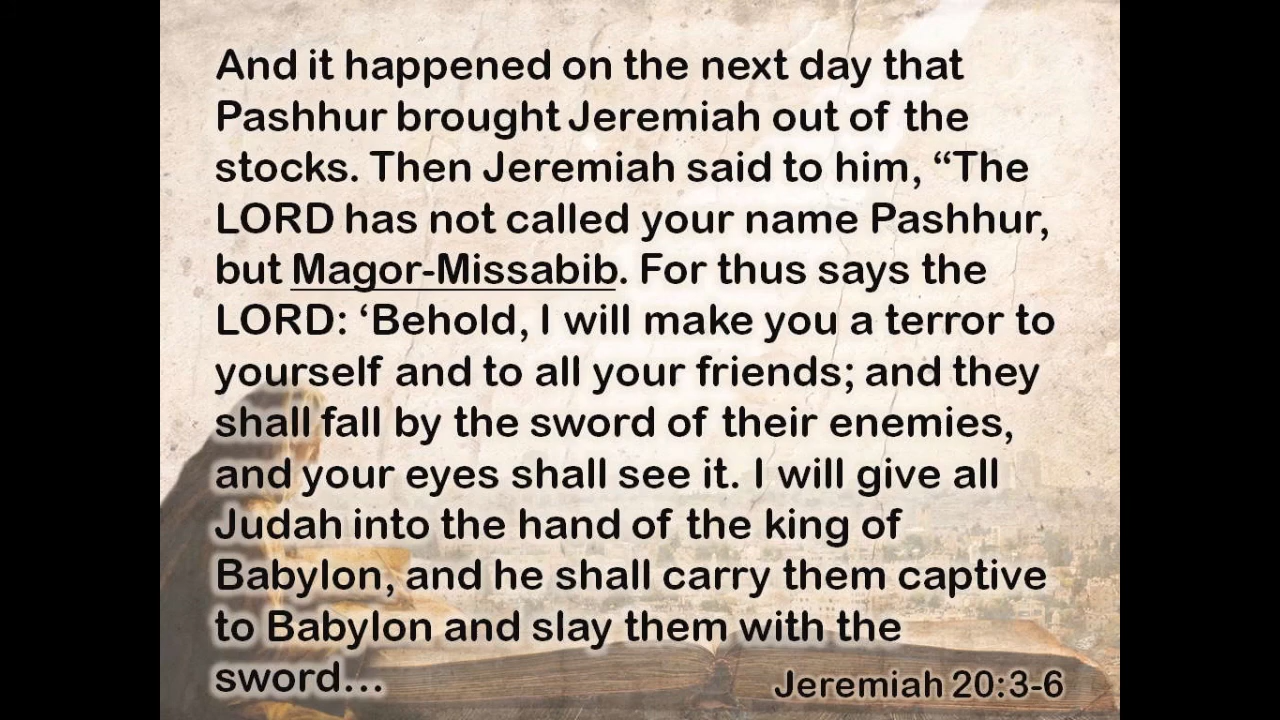 And it happened on the next day that
Pashhur brought Jeremiah out of the
stocks. Then Jeremiah said to him, “The
LORD has not called your name Pashhur,
but Magor-Missabib. For thus says the
LORD: ‘Behold, I will make you a terror to
yourself and to all your friends; and they
shall fall by the sword of their enemies,
and your eyes shall see it. I will give all
Judah into the hand of the king of
Babylon, and he shall carry them captive
to Babylon and slay them with the
sword...
Jeremiah 20:3-6